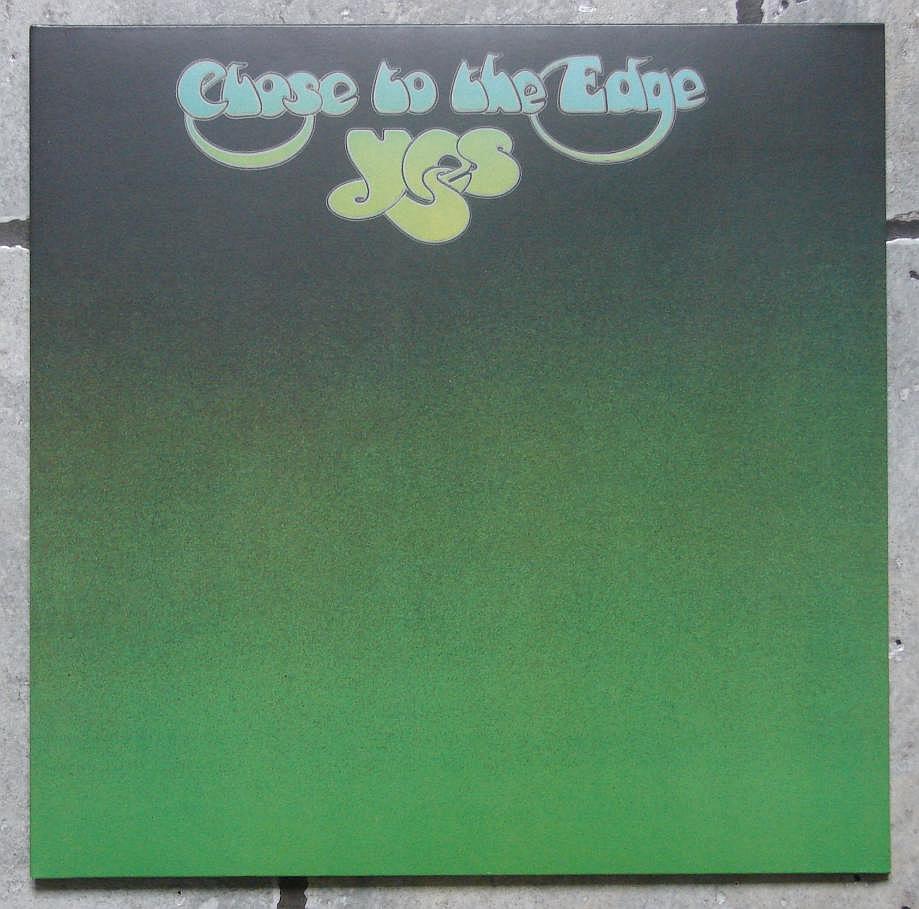 Close to the Edge
Yes